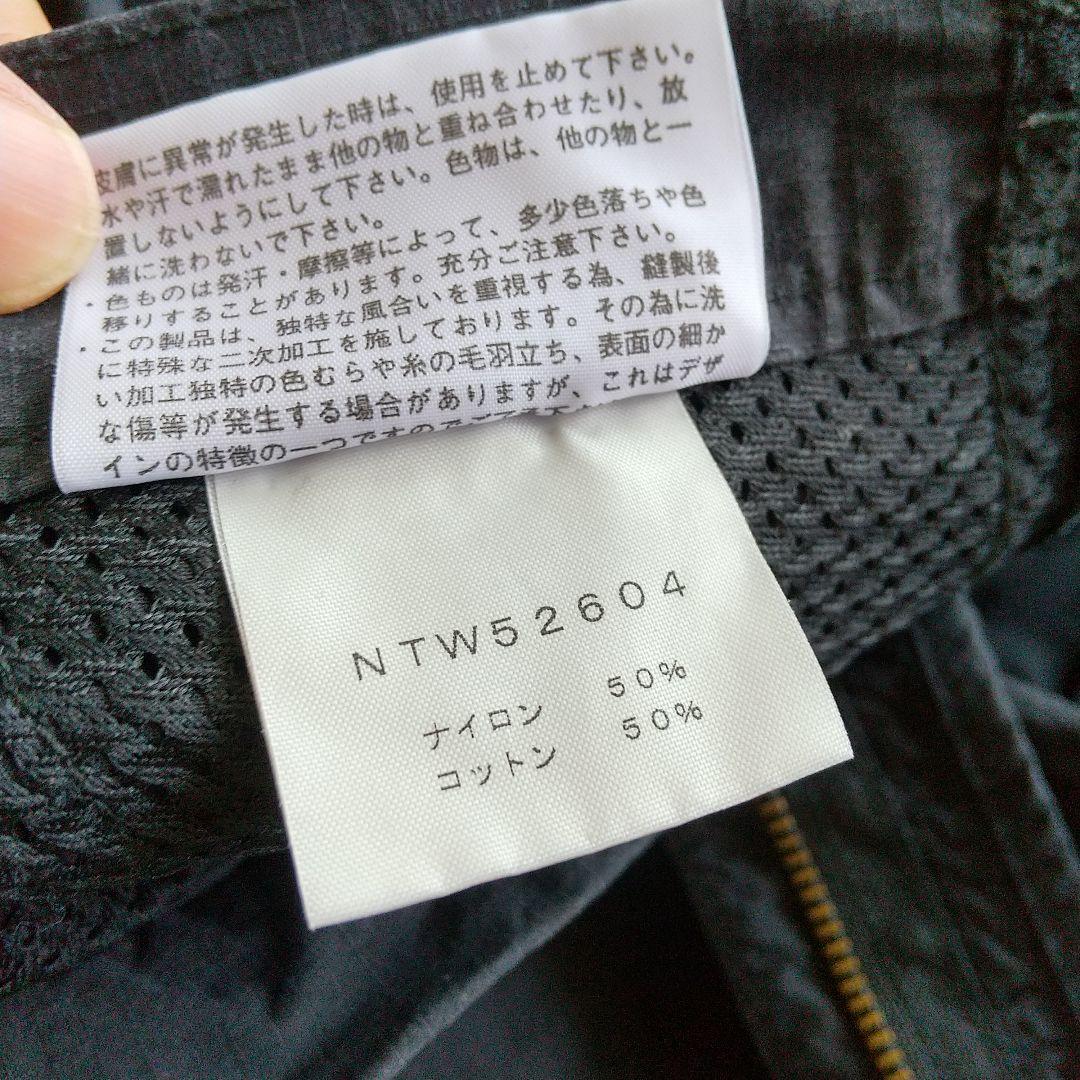 皮膚に異常が発生した時は、使用を止めて下さい。
水や汗で濡れたまま他の物と重ね合わせたり、放
置しないようにして下さい。色物は、他の物と一
緒に洗わないで下さい。
・色ものは発汗・摩擦等によって、多少色落ちや色
移りすることがあります。充分ご注意下さい。
・この製品は、独特な風合いを重視する為、縫製後
に特殊な二次加工を施しております。その為に洗
い加工独特の色むらや糸の毛羽立ち、表面の細か
な傷等が発生する場合がありますが、これはデザ
インの特徴の一つですので
NTW52604
ナイロン 50%
コットン 50%